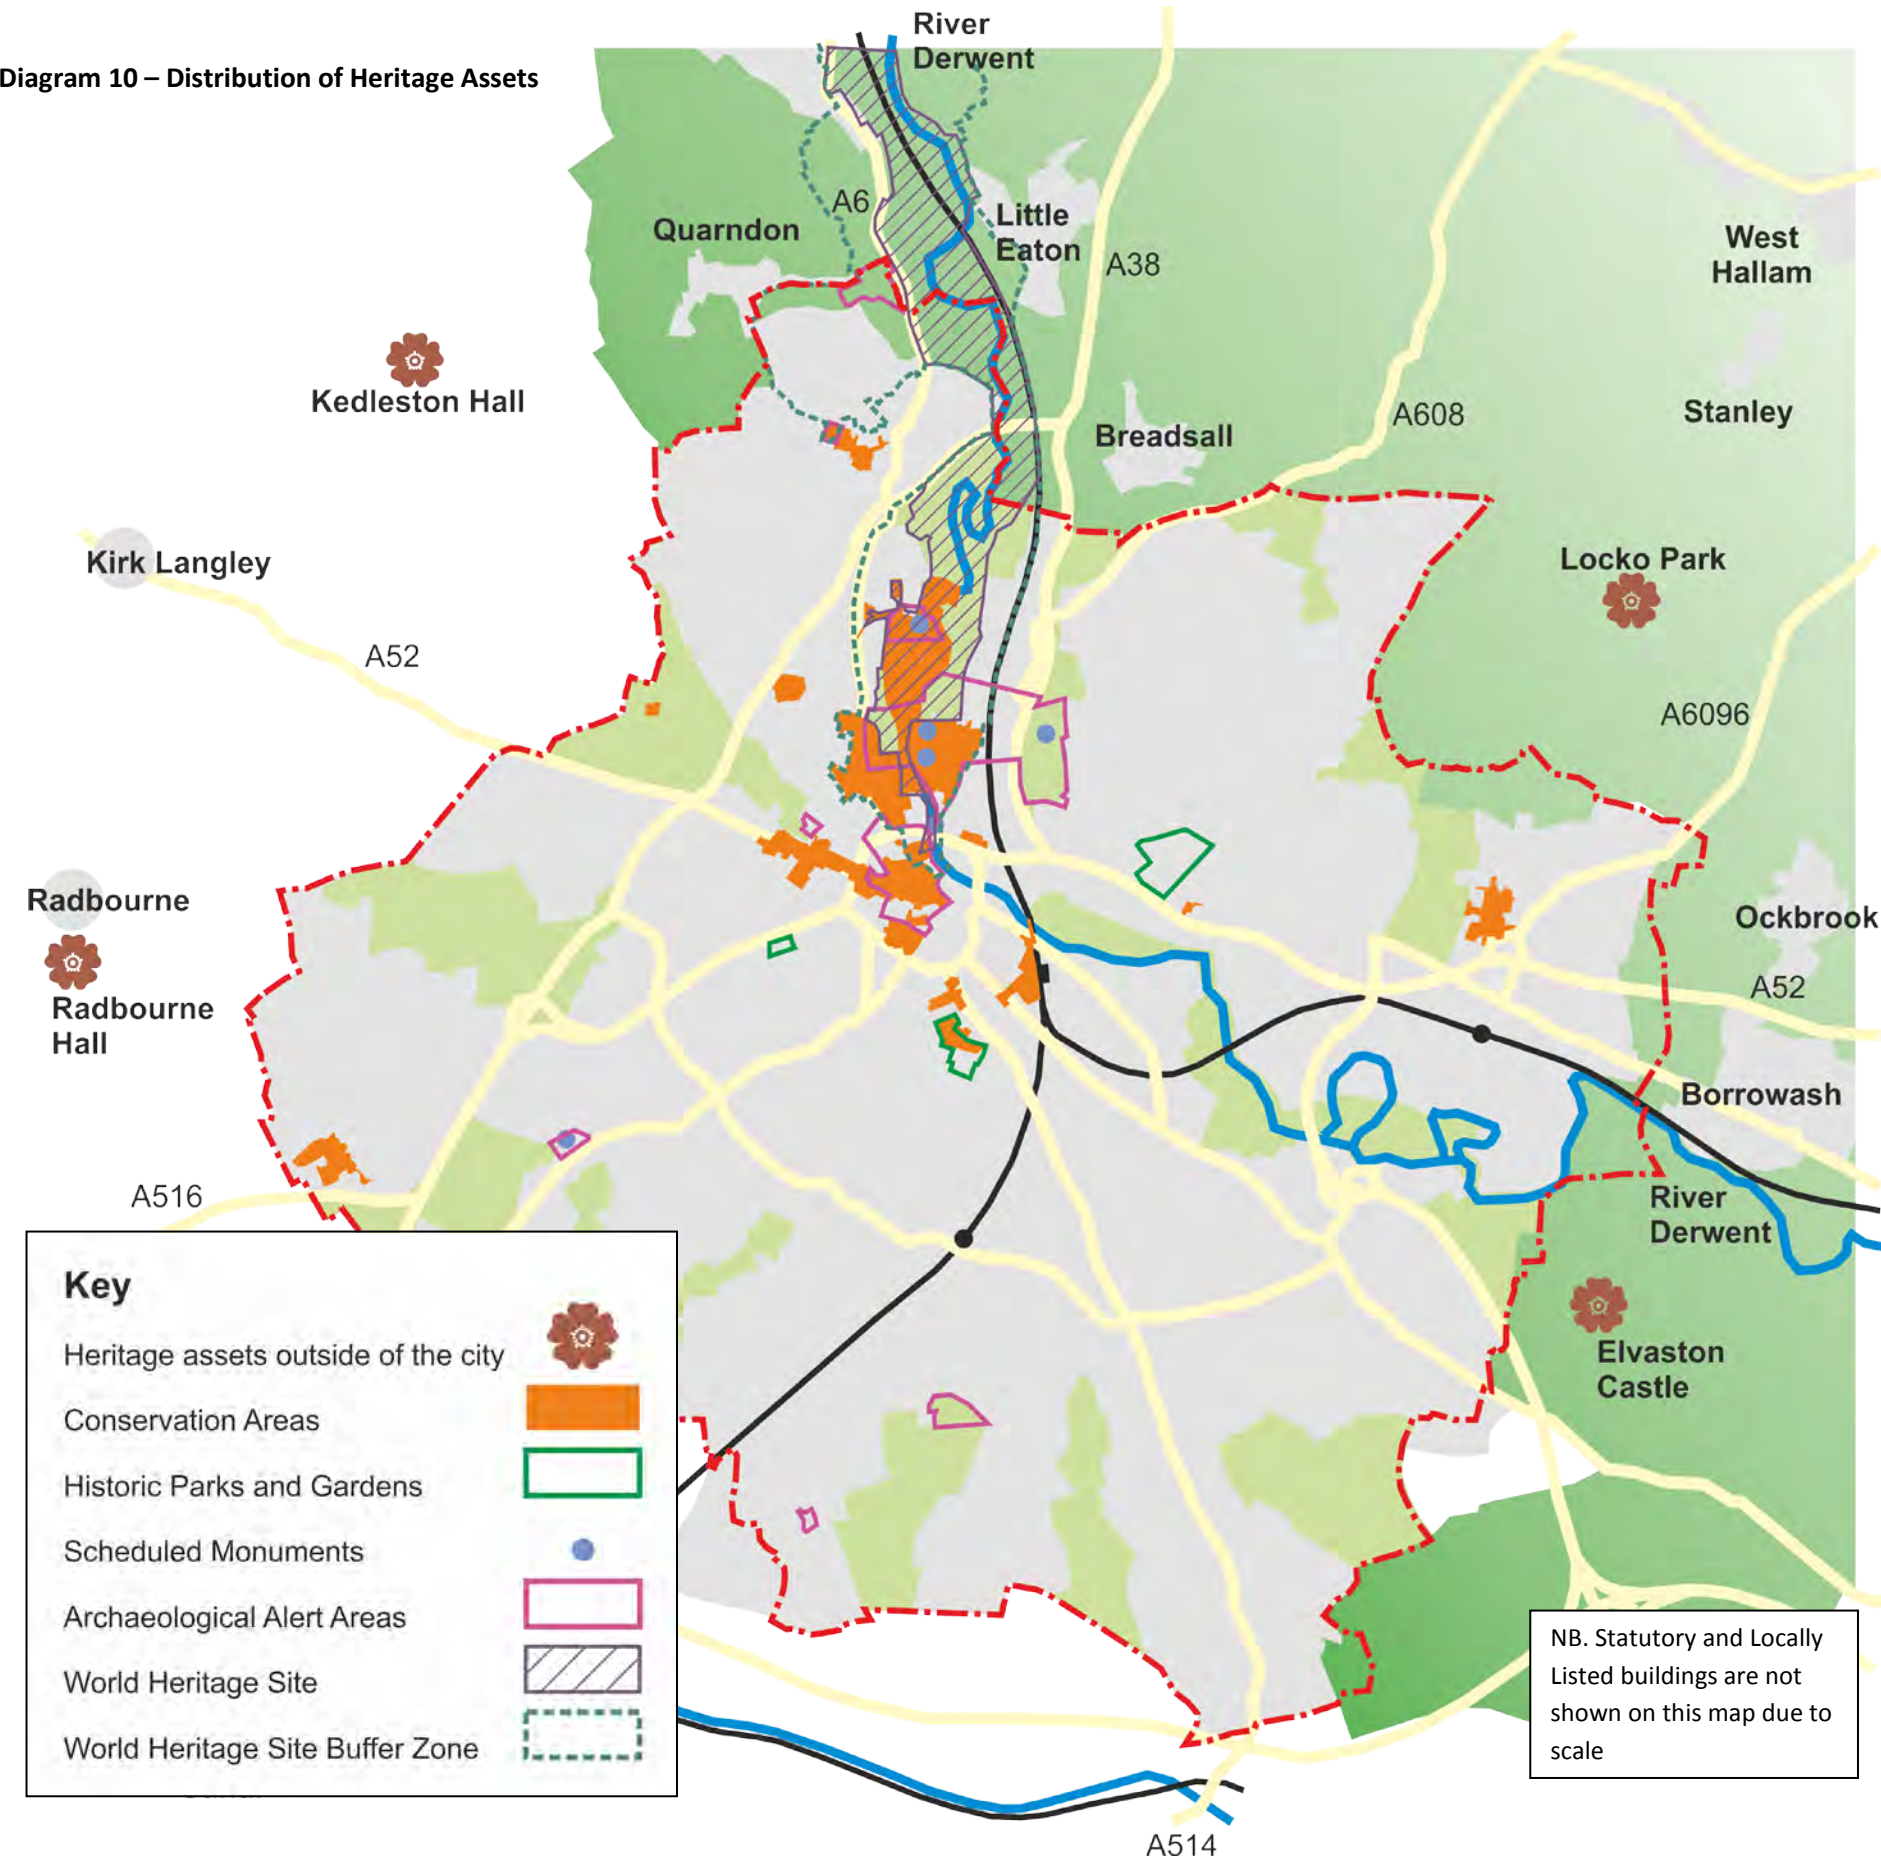 Diagram 10 – Distribution of Heritage Assets
River
Derwent
A6
Quarndon
Little
Eaton
A38
West
Hallam
Kedleston Hall
Breadsall
A608
Stanley
Kirk Langley
Locko Park
A52
A6096
Radbourne
Ockbrook
Radbourne
Hall
A52
Borrowash
A516
River
Derwent
Elvaston
Castle
Key
Heritage assets outside of the city
Conservation Areas
Historic Parks and Gardens
Scheduled Monuments
Archaeological Alert Areas
World Heritage Site
World Heritage Site Buffer Zone
NB. Statutory and Locally
Listed buildings are not
shown on this map due to
scale
A514